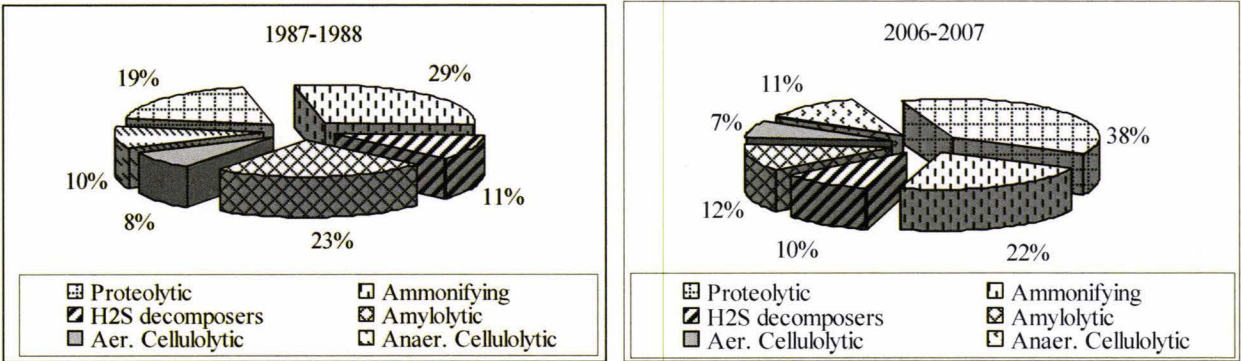 1987-1988
19%
29%
10%
11%
8%
23%
Proteolytic
Ammonifying
H2S decomposers
Amylolytic
Aer. Cellulolytic
Anaer. Cellulolytic
2006-2007
11%
7%
38%
12%
10%
22%
Proteolytic
Ammonifying
H2S decomposers
Amylolytic
Aer. Cellulolytic
Anaer. Cellulolytic